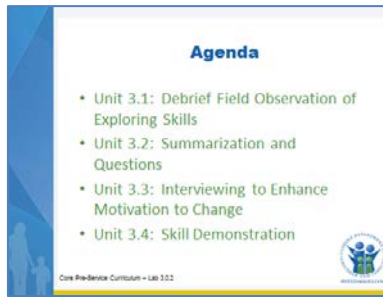 Agenda
• Unit 3.1: Debrief Field Observation of
Exploring Skills
• Unit 3.2: Summarization and
Questions
• Unit 3.3: Interviewing to Enhance
Motivation to Change
• Unit 3.4: Skill Demonstration
Core Pre-Service Curriculum – Lab 3.0.2